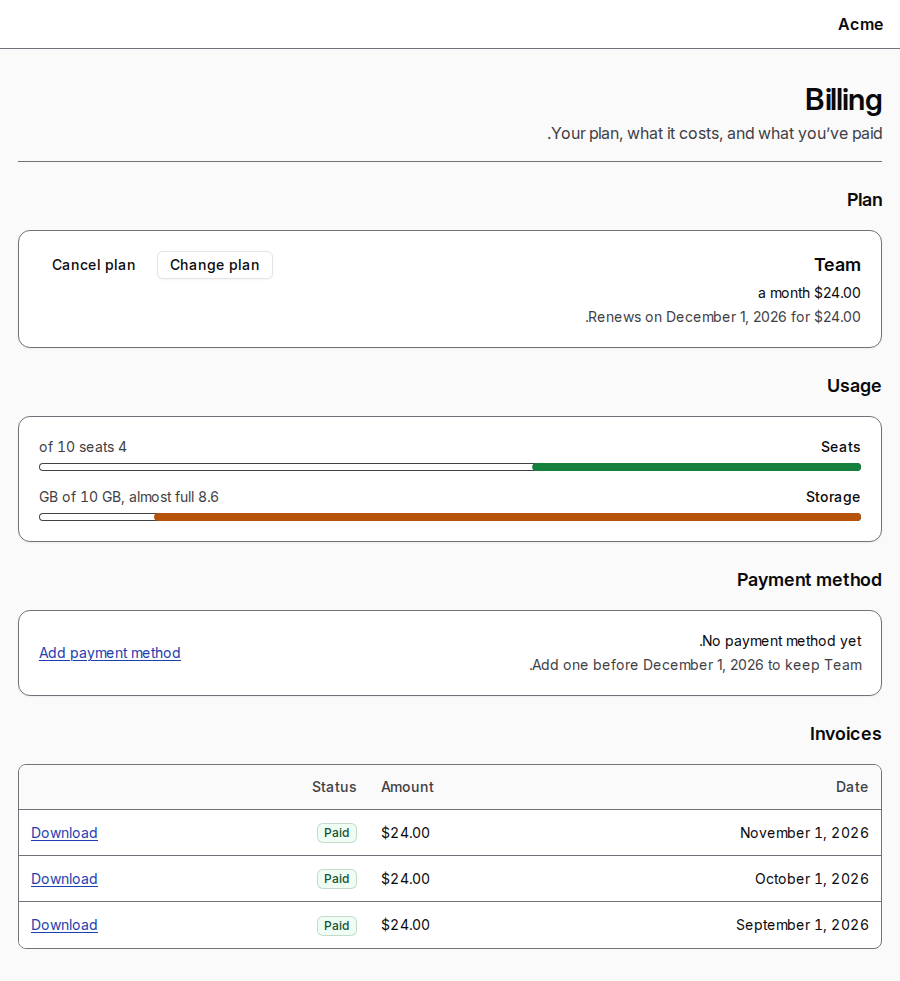 Acme
Billing
.Your plan, what it costs, and what you've paid
Plan
Team
a month $24.00
.Renews on December 1, 2026 for $24.00
Change plan
Cancel plan
Usage
Seats
of 10 seats 4
Storage
GB of 10 GB, almost full 8.6
Payment method
.No payment method yet
.Add one before December 1, 2026 to keep Team
Add payment method
Invoices
Date Amount Status
November 1, 2026 $24.00 Paid Download
October 1, 2026 $24.00 Paid Download
September 1, 2026 $24.00 Paid Download